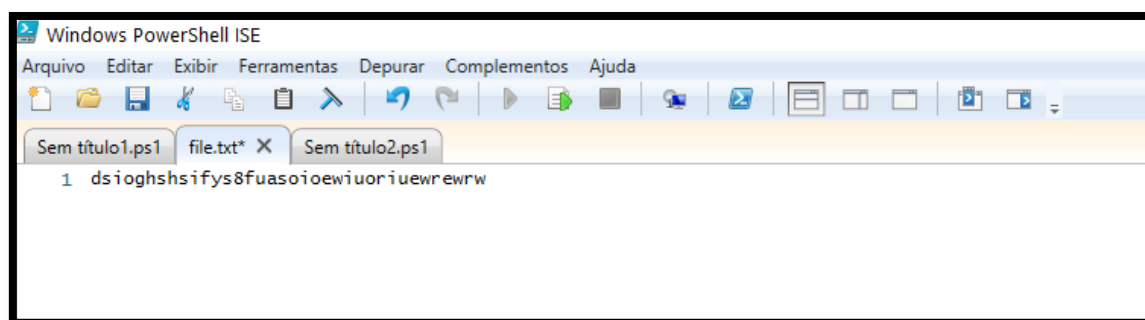 Windows PowerShell ISE
Arquivo Editar Exibir Ferramentas Depurar Complementos Ajuda
Sem título1.ps1 file.txt* X Sem título2.ps1
1 dsioghshsifys8fuasoioewiuoriuewrewrw